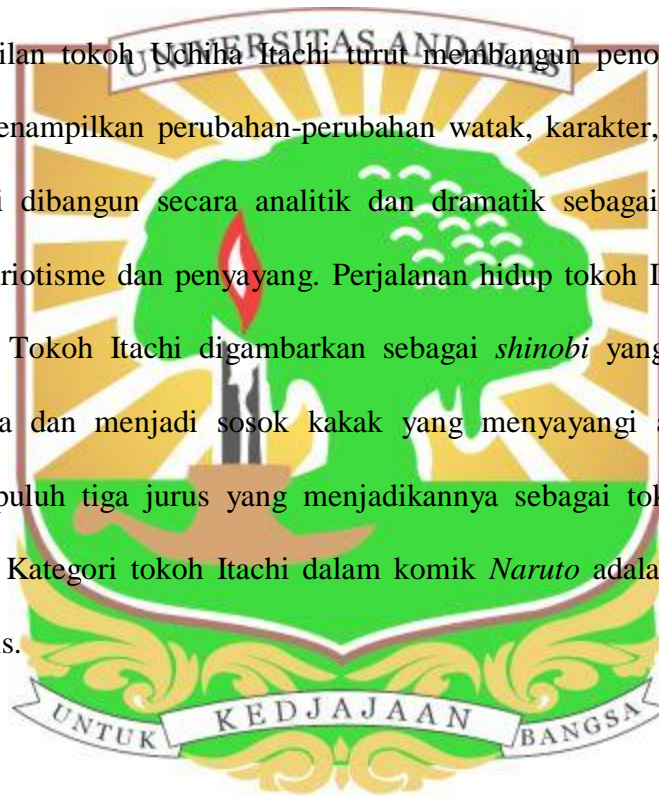 UNIVERSITAS ANDALAS
ilan tokoh Uchiha Itachi turut membangun peno
enampilkan perubahan-perubahan watak, karakter,
i dibangun secara analitik dan dramatik sebagai
riotisme dan penyayang. Perjalanan hidup tokoh I
Tokoh Itachi digambarkan sebagai shinobi yang
a dan menjadi sosok kakak yang menyayangi a
puluh tiga jurus yang menjadikannya sebagai tok
Kategori tokoh Itachi dalam komik Naruto adala
is.
UNTUK KEDJAJAAN BANGSA